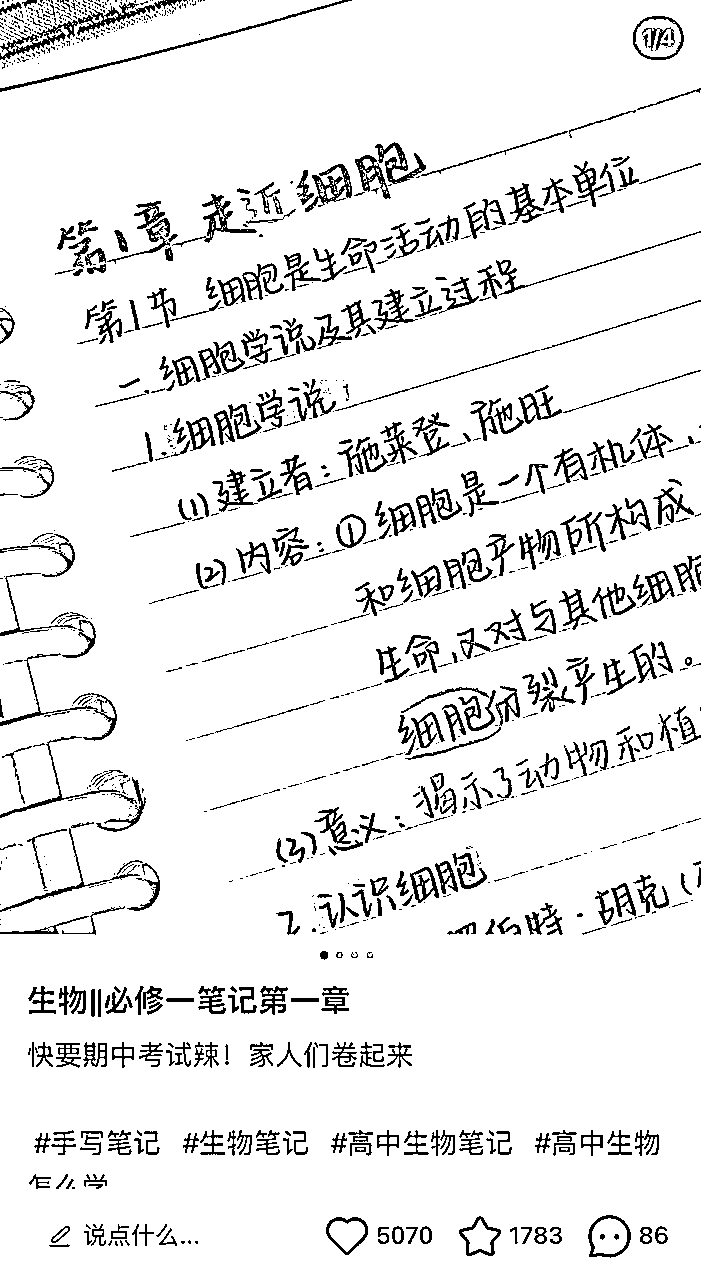 1/4
第1章 走近细胞
第1节 细胞是生命活动的基本单位
一.细胞学说及其建立过程
1.细胞学说
(1)建立者：施莱登、施旺
(2)内容：①细胞是一个有机体，
和细胞产物所构成
生命,又对与其他细胞
细胞分裂产生的。
(3)意义：揭示了动物和植
2.认识细胞
罗伯特·胡克(
生物||必修一笔记第一章
快要期中考试辣！家人们卷起来
#手写笔记 #生物笔记 #高中生物笔记 #高中生物
怎么学
说点什么... 5070 1783 86